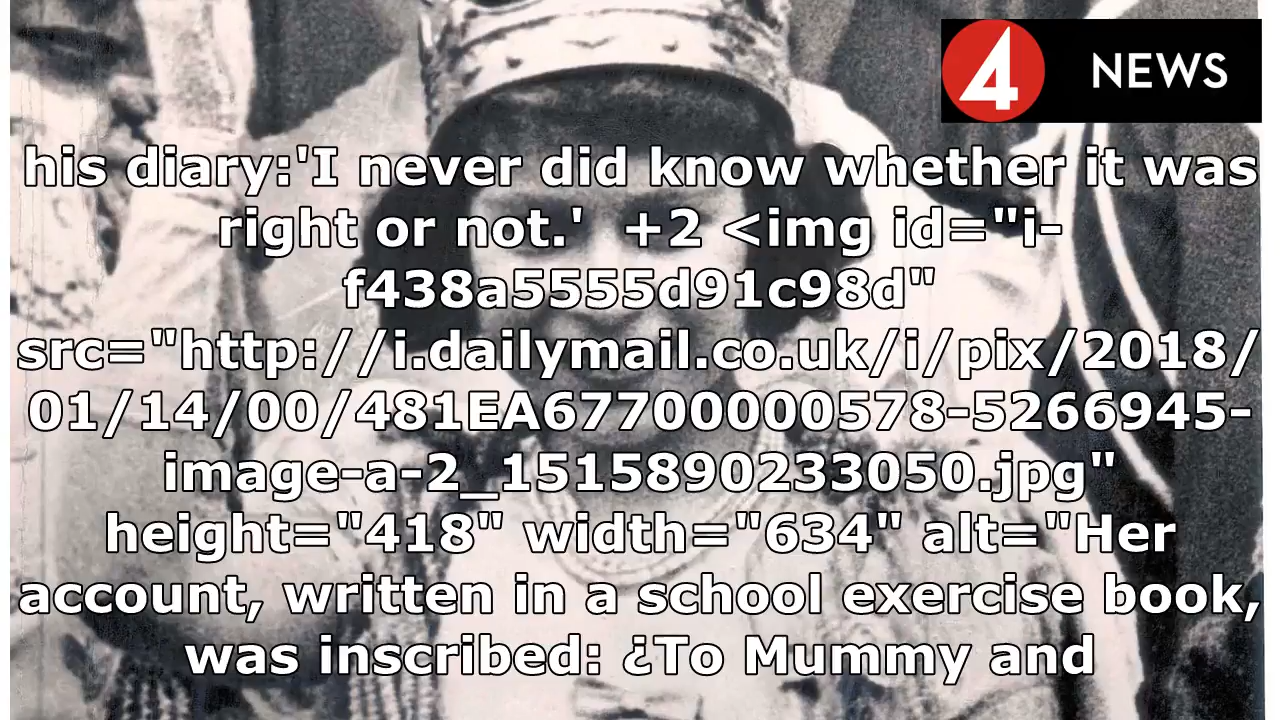 4 NEWS
his diary:'I never did know whether it was
right or not.'  +2 <img id="i-
f438a5555d91c98d"
src="http://i.dailymail.co.uk/i/pix/2018/
01/14/00/481EA67700000578-5266945-
image-a-2_1515890233050.jpg"
height="418" width="634" alt="Her
account, written in a school exercise book,
was inscribed: ¿To Mummy and